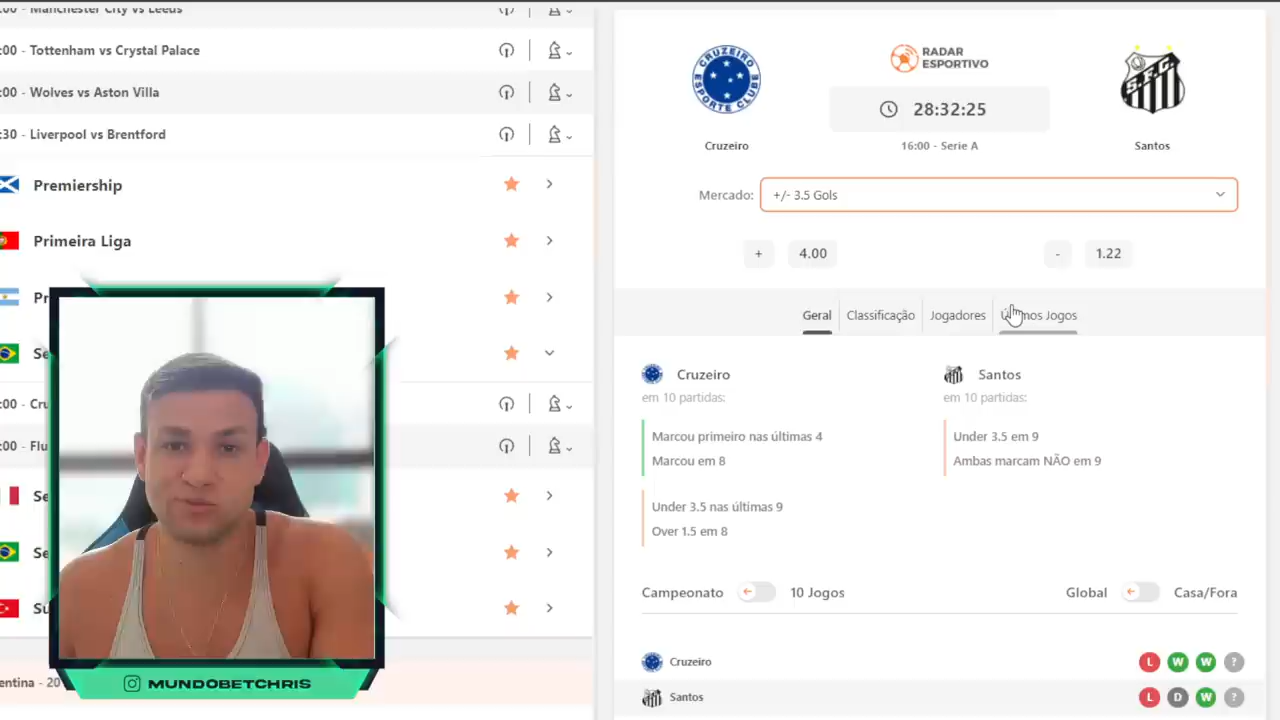 :00 - Manchester City vs Leeds
:00 - Tottenham vs Crystal Palace
:00 - Wolves vs Aston Villa
:30 - Liverpool vs Brentford
Premiership
Primeira Liga
Pr
Se
:00 - Cru
:00 - Flu
Se
Se
Sü
entina - 20
MUNDOBETCHRIS
CRUZEIRO ESPORTE CLUBE
RADAR
ESPORTIVO
S.F.C
28:32:25
Cruzeiro
16:00 - Serie A
Santos
Mercado:
+/- 3.5 Gols
+
4.00
-
1.22
Geral
Classificação
Jogadores
Últimos Jogos
Cruzeiro
em 10 partidas:
Marcou primeiro nas últimas 4
Marcou em 8
Under 3.5 nas últimas 9
Over 1.5 em 8
Santos
em 10 partidas:
Under 3.5 em 9
Ambas marcam NÃO em 9
Campeonato
10 Jogos
Global
Casa/Fora
Cruzeiro
L W W ?
Santos
L D W ?